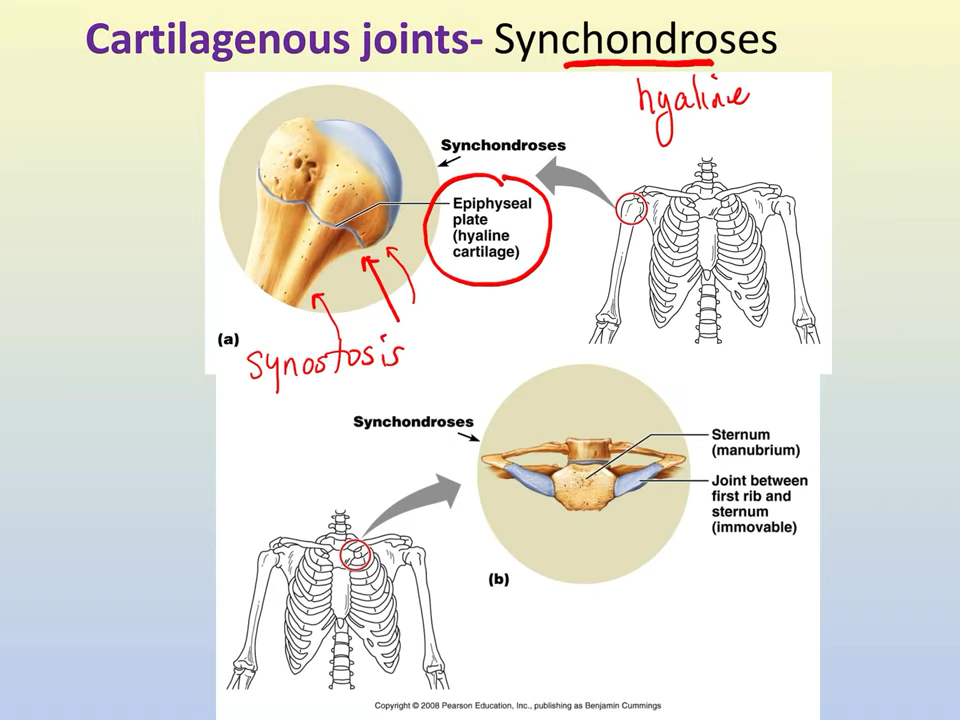 Cartilagenous joints- Synchondroses
hyaline
Synchondroses
Epiphyseal
plate
(hyaline
cartilage)
(a)
synostosis
Synchondroses
Sternum
(manubrium)
Joint between
first rib and
sternum
(immovable)
(b)
Copyright © 2008 Pearson Education, Inc., publishing as Benjamin Cummings